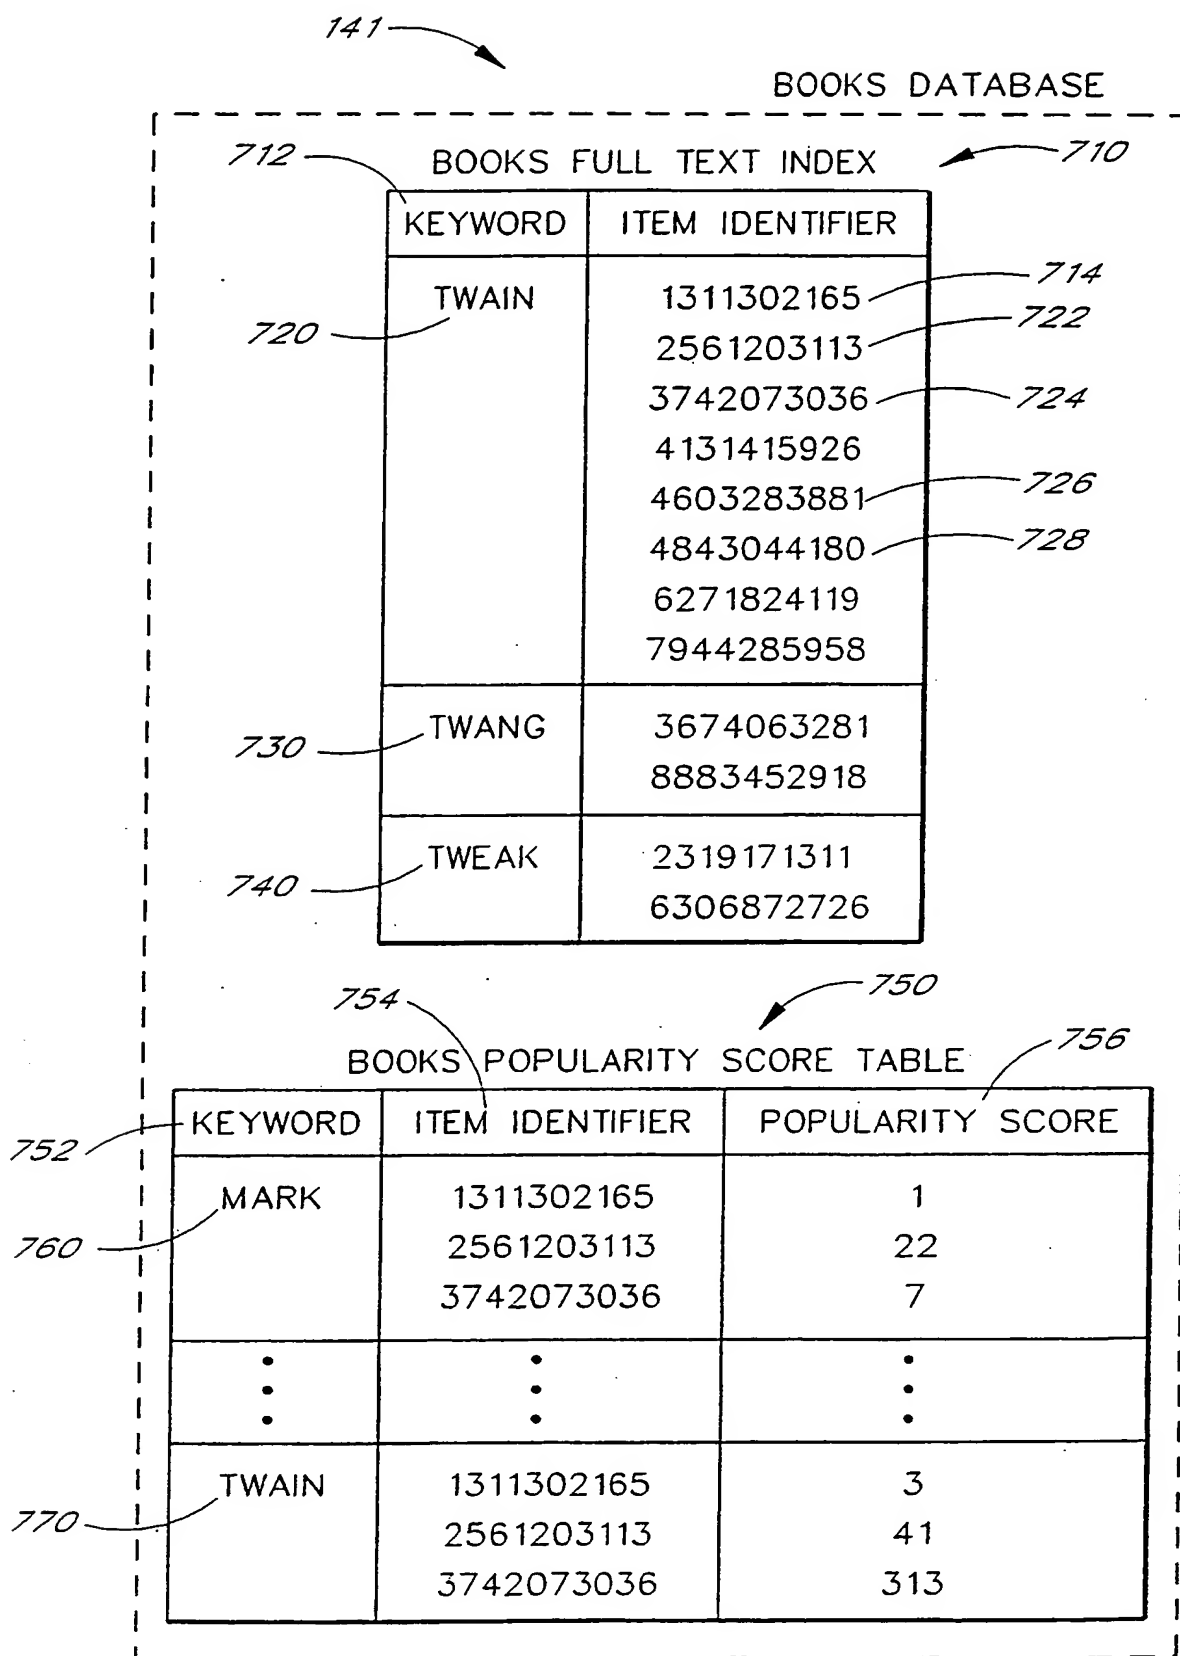 141
BOOKS DATABASE
712 BOOKS FULL TEXT INDEX 710
KEYWORD ITEM IDENTIFIER
TWAIN 1311302165 714
720 2561203113 722
3742073036 724
4131415926
4603283881 726
4843044180 728
6271824119
7944285958
730 TWANG 3674063281
8883452918
740 TWEAK 2319171311
6306872726
754 750
BOOKS POPULARITY SCORE TABLE 756
752 KEYWORD ITEM IDENTIFIER POPULARITY SCORE
MARK 1311302165 1
760 2561203113 22
3742073036 7
TWAIN 1311302165 3
770 2561203113 41
3742073036 313